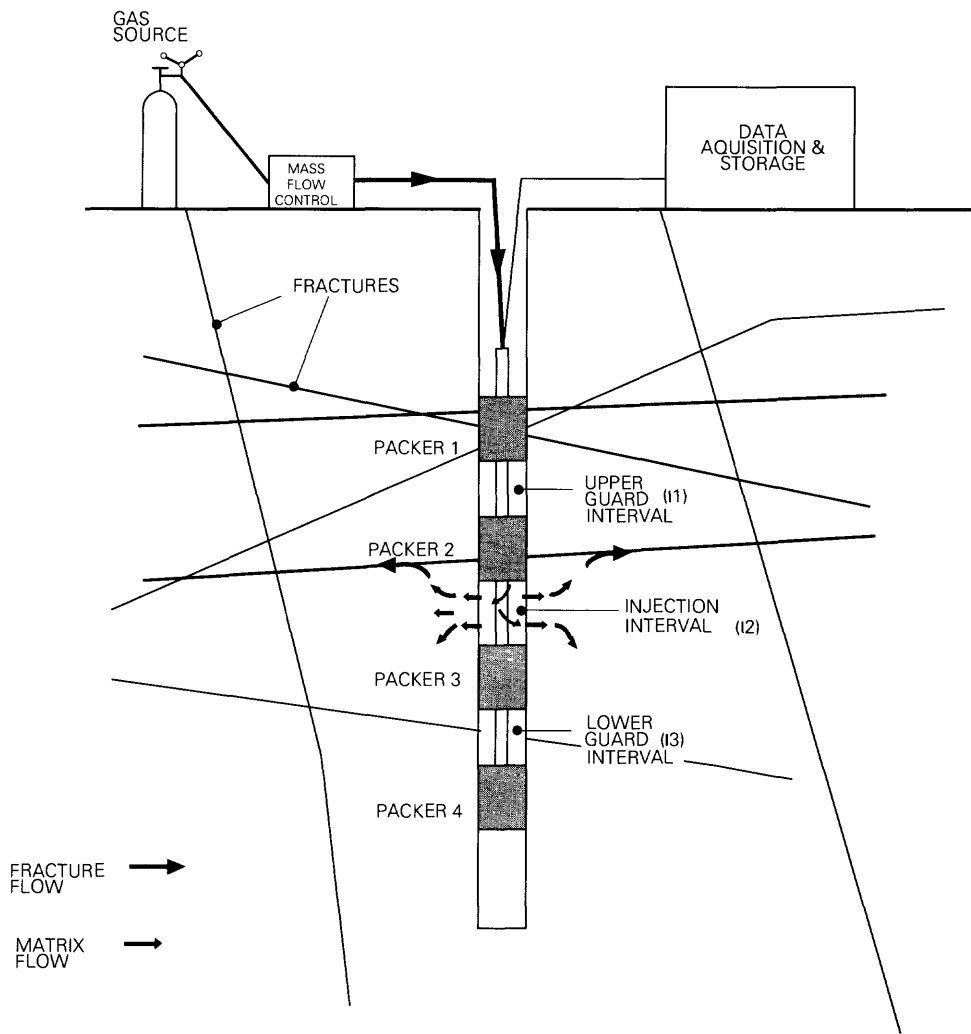 GAS
SOURCE
MASS
FLOW
CONTROL
DATA
AQUISITION &
STORAGE
FRACTURES
PACKER 1
UPPER
GUARD (I1)
INTERVAL
PACKER 2
INJECTION
INTERVAL (I2)
PACKER 3
LOWER
GUARD (I3)
INTERVAL
PACKER 4
FRACTURE
FLOW
MATRIX
FLOW